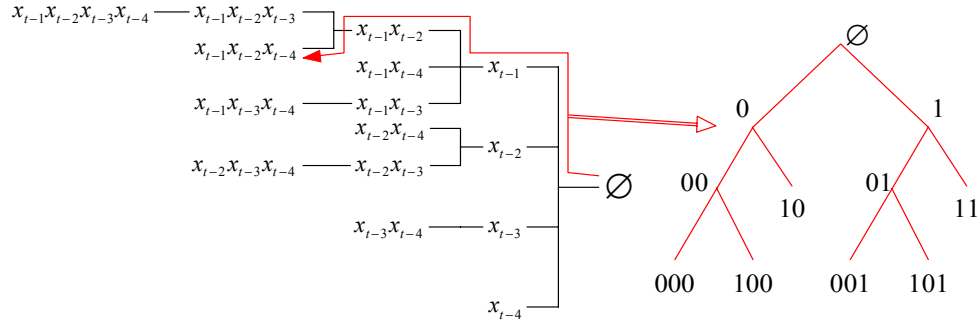 x_{t-1}x_{t-2}x_{t-3}x_{t-4} x_{t-1}x_{t-2}x_{t-3}
x_{t-1}x_{t-2}
x_{t-1}x_{t-2}x_{t-4}
x_{t-1}x_{t-4} x_{t-1}
x_{t-1}x_{t-3}x_{t-4} x_{t-1}x_{t-3}
x_{t-2}x_{t-4}
x_{t-2}
x_{t-2}x_{t-3}x_{t-4} x_{t-2}x_{t-3}
∅
x_{t-3}x_{t-4} x_{t-3}
x_{t-4}
∅
0 1
00 01
10 11
000 100 001 101